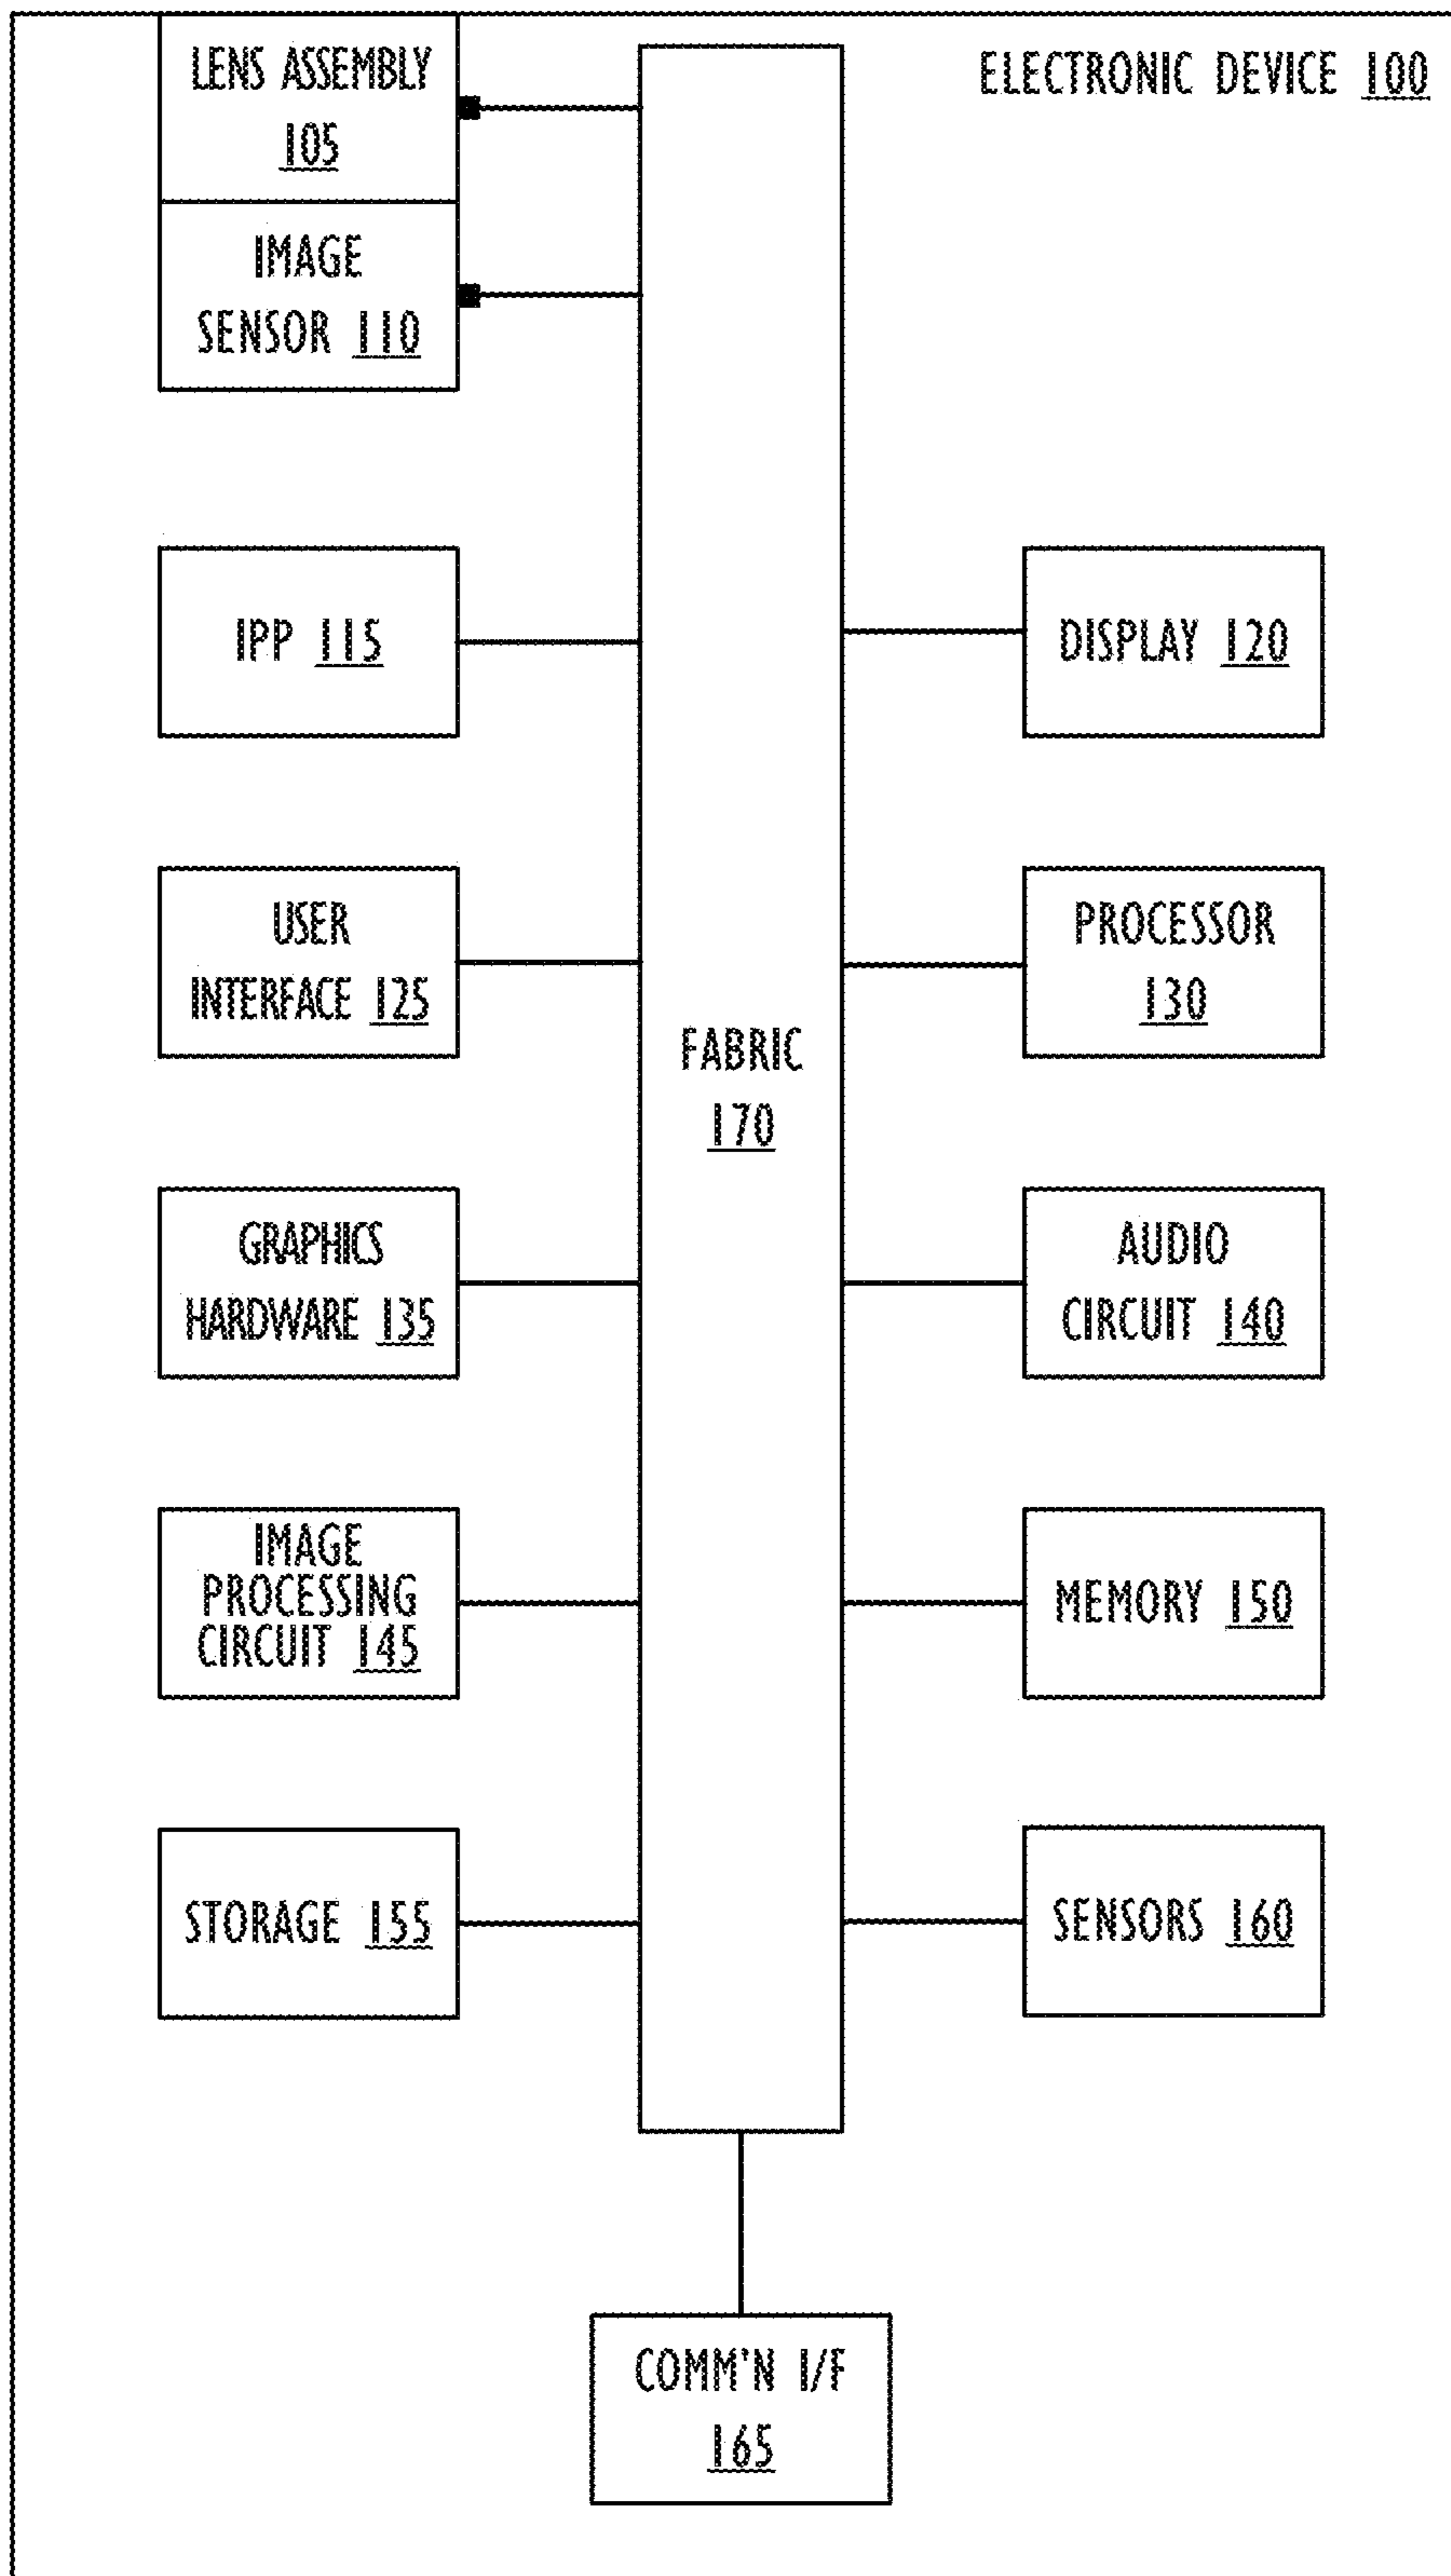 LENS ASSEMBLY
105
ELECTRONIC DEVICE 100
IMAGE
SENSOR 110
IPP 115
DISPLAY 120
USER
INTERFACE 125
PROCESSOR
130
FABRIC
170
GRAPHICS
HARDWARE 135
AUDIO
CIRCUIT 140
IMAGE
PROCESSING
CIRCUIT 145
MEMORY 150
STORAGE 155
SENSORS 160
COMM'N I/F
165